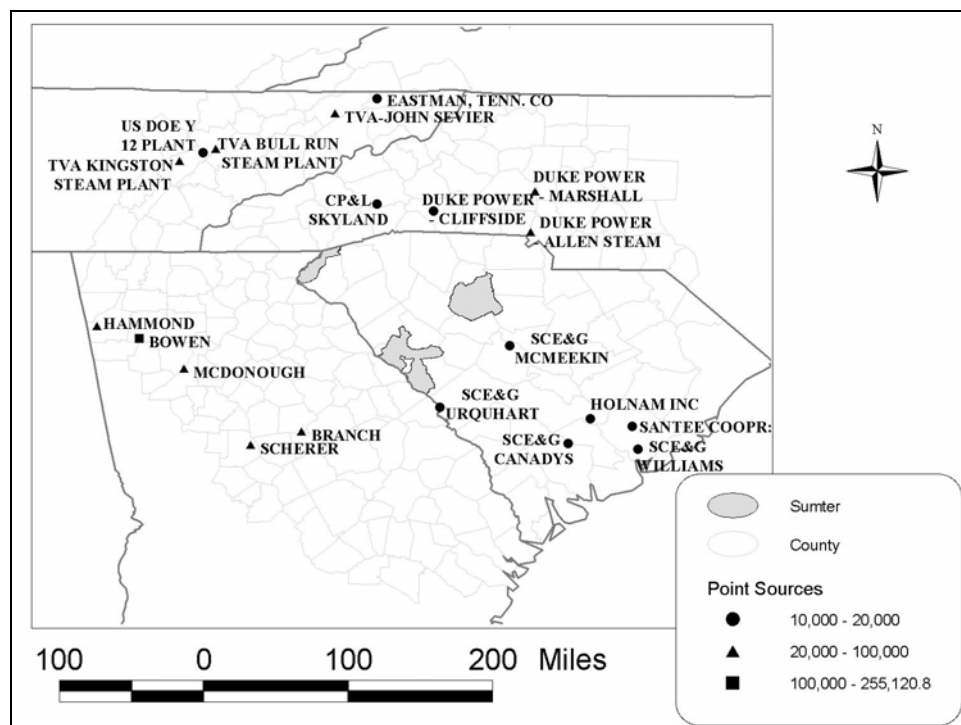 EASTMAN, TENN. CO
TVA-JOHN SEVIER
US DOE Y
12 PLANT
TVA BULL RUN
STEAM PLANT
TVA KINGSTON
STEAM PLANT
N
DUKE POWER
- MARSHALL
CP&L
SKYLAND
DUKE POWER
- CLIFFSIDE
DUKE POWER
- ALLEN STEAM
HAMMOND
BOWEN
SCE&G
MCMEEKIN
MCDONOUGH
SCE&G
URQUHART
HOLNAM INC
SANTEE COOPR:
BRANCH
SCHERER
SCE&G
CANADYS
SCE&G
WILLIAMS
Sumter
County
Point Sources
10,000 - 20,000
20,000 - 100,000
100,000 - 255,120.8
100 0 100 200 Miles